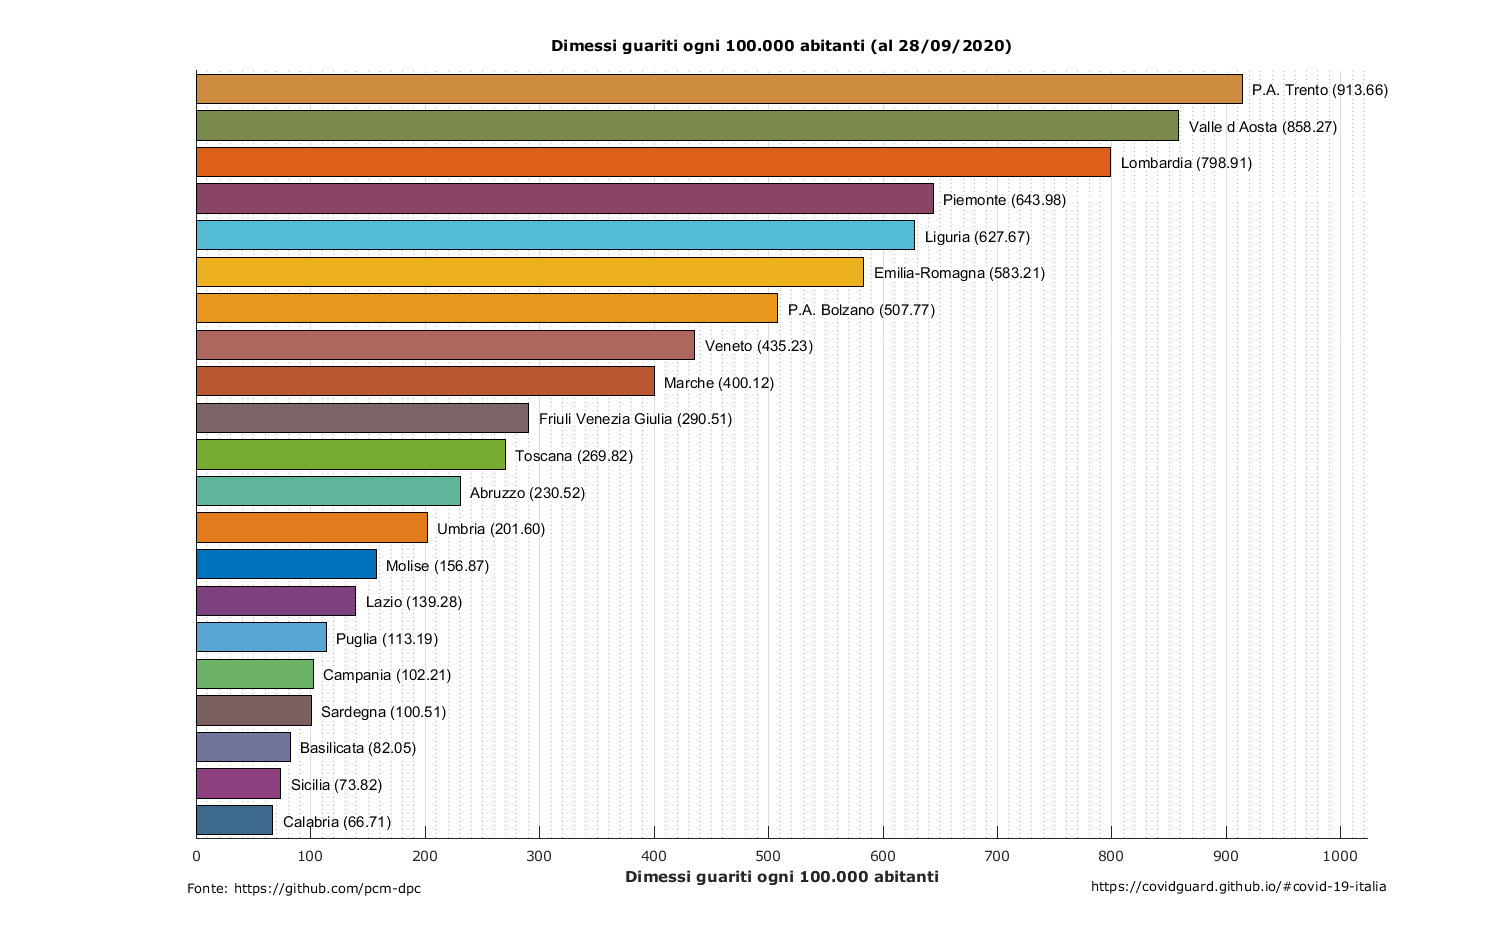 Dimessi guariti ogni 100.000 abitanti (al 28/09/2020)
P.A. Trento (913.66)
Valle d Aosta (858.27)
Lombardia (798.91)
Piemonte (643.98)
Liguria (627.67)
Emilia-Romagna (583.21)
P.A. Bolzano (507.77)
Veneto (435.23)
Marche (400.12)
Friuli Venezia Giulia (290.51)
Toscana (269.82)
Abruzzo (230.52)
Umbria (201.60)
Molise (156.87)
Lazio (139.28)
Puglia (113.19)
Campania (102.21)
Sardegna (100.51)
Basilicata (82.05)
Sicilia (73.82)
Calabria (66.71)
0 100 200 300 400 500 600 700 800 900 1000
Dimessi guariti ogni 100.000 abitanti
Fonte: https://github.com/pcm-dpc
https://covidguard.github.io/#covid-19-italia